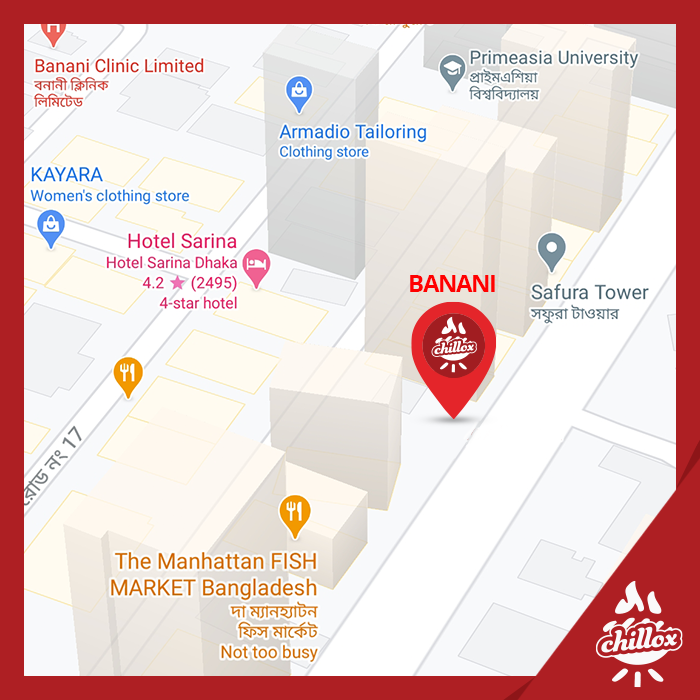 Banani Clinic Limited
বনানী ক্লিনিক
লিমিটেড
Primeasia University
প্রাইমএশিয়া
বিশ্ববিদ্যালয়
Armadio Tailoring
Clothing store
KAYARA
Women's clothing store
Hotel Sarina
Hotel Sarina Dhaka
4.2 ★ (2495)
4-star hotel
BANANI
chillox
Safura Tower
সফুরা টাওয়ার
রোড নং 17
The Manhattan FISH
MARKET Bangladesh
দা ম্যানহ্যাটন
ফিস মার্কেট
Not too busy
chillox